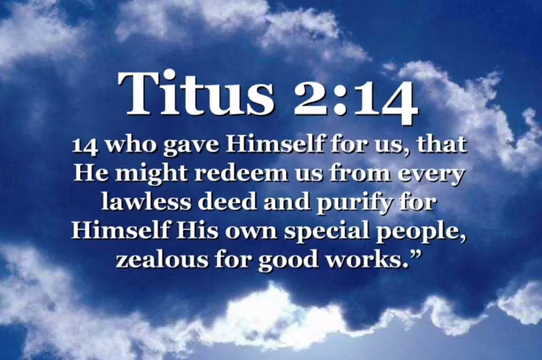 Titus 2:14
14 who gave Himself for us, that
He might redeem us from every
lawless deed and purify for
Himself His own special people,
zealous for good works.”